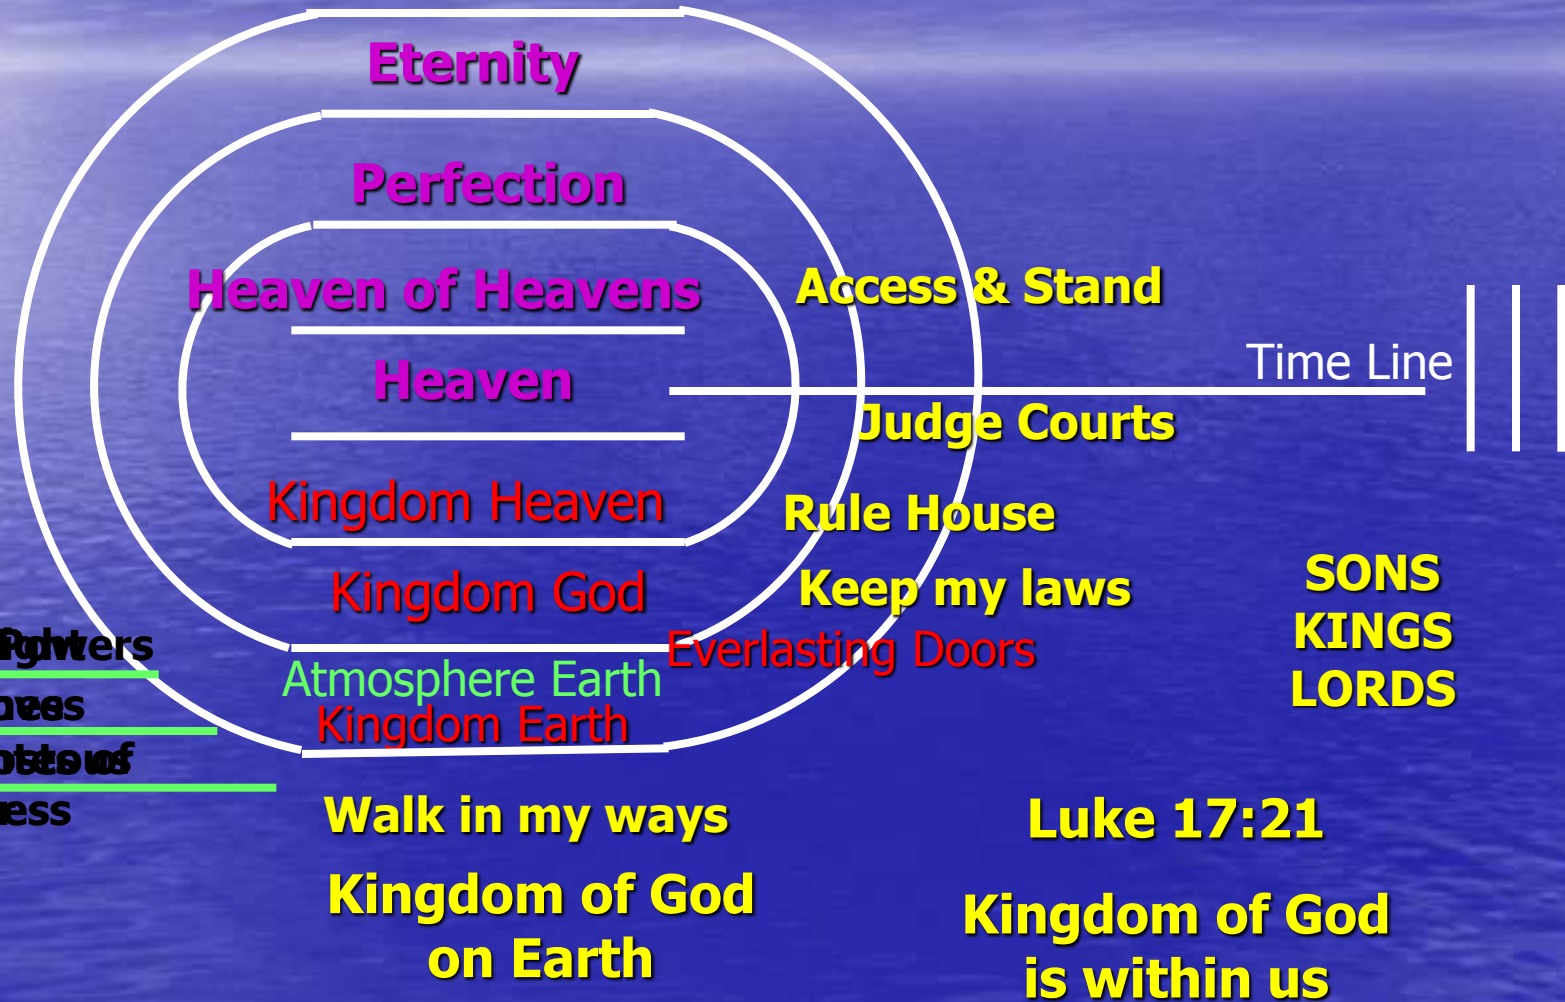 Eternity
Perfection
Heaven of Heavens
Access & Stand
Time Line
Heaven
Judge Courts
Kingdom Heaven
Rule House
Kingdom God
Keep my laws
SONS
KINGS
LORDS
Everlasting Doors
Atmosphere Earth
Kingdom Earth
Walk in my ways
Luke 17:21
Kingdom of God
on Earth
Kingdom of God
is within us